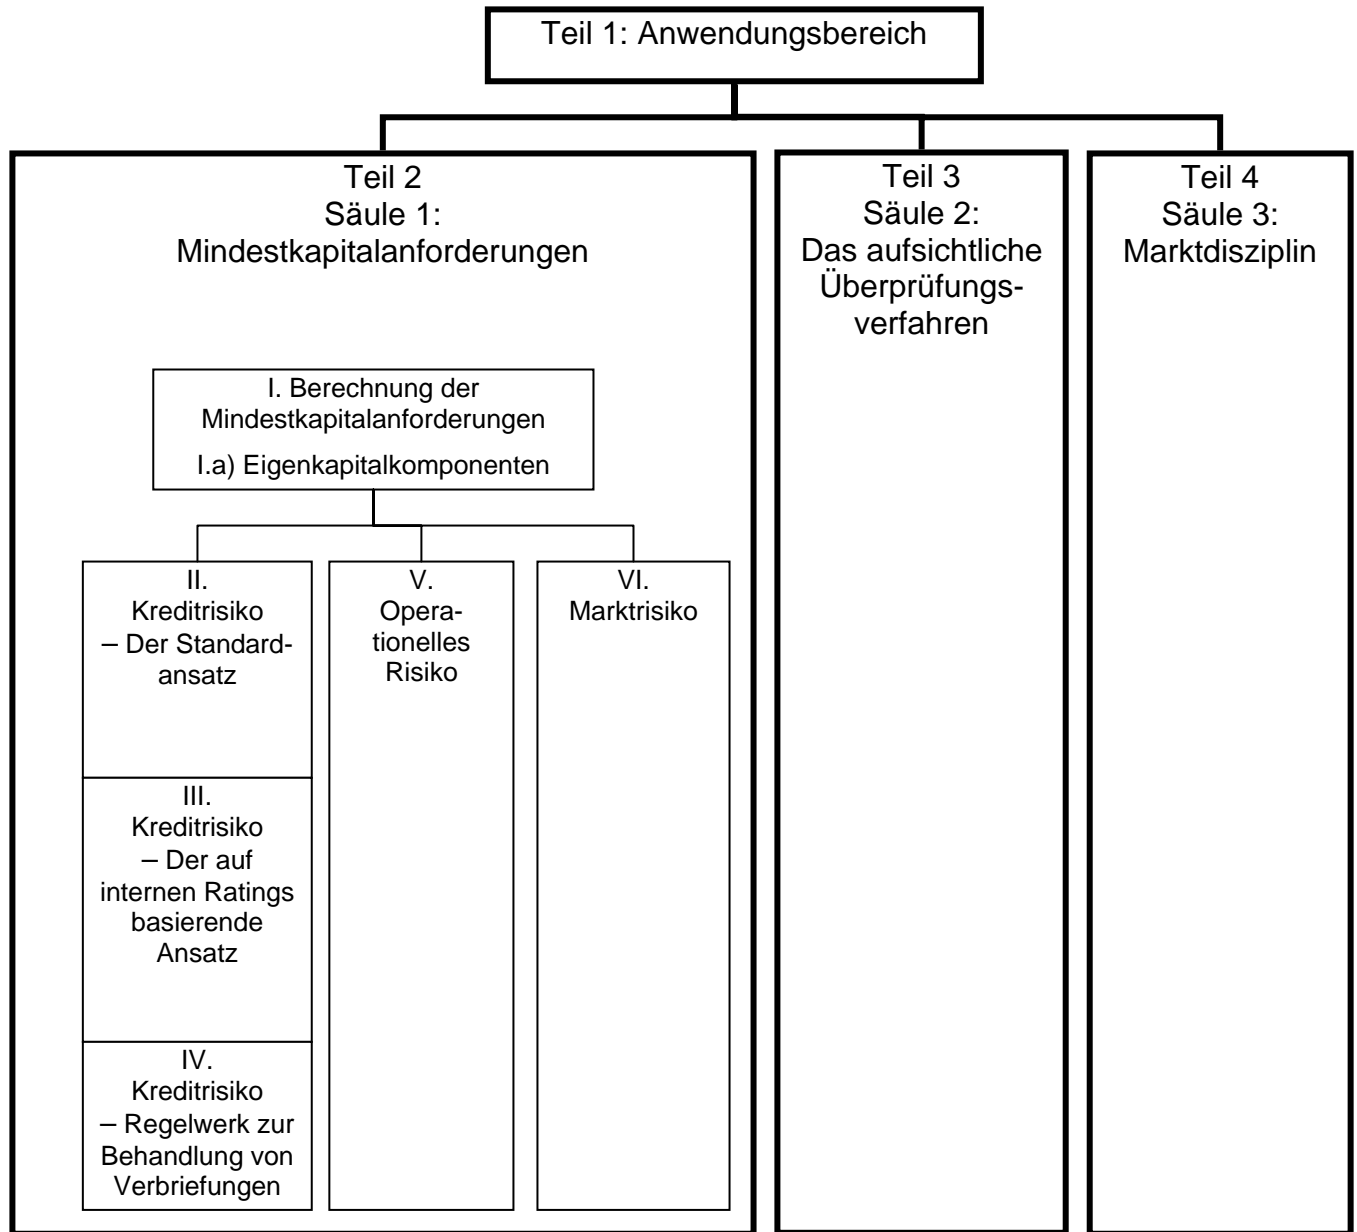 Teil 1: Anwendungsbereich
Teil 2
Säule 1:
Mindestkapitalanforderungen
I. Berechnung der
Mindestkapitalanforderungen
I.a) Eigenkapitalkomponenten
II.
Kreditrisiko
– Der Standard-
ansatz
III.
Kreditrisiko
– Der auf
internen Ratings
basierende
Ansatz
IV.
Kreditrisiko
– Regelwerk zur
Behandlung von
Verbriefungen
V.
Opera-
tionelles
Risiko
VI.
Marktrisiko
Teil 3
Säule 2:
Das aufsichtliche
Überprüfungs-
verfahren
Teil 4
Säule 3:
Marktdisziplin